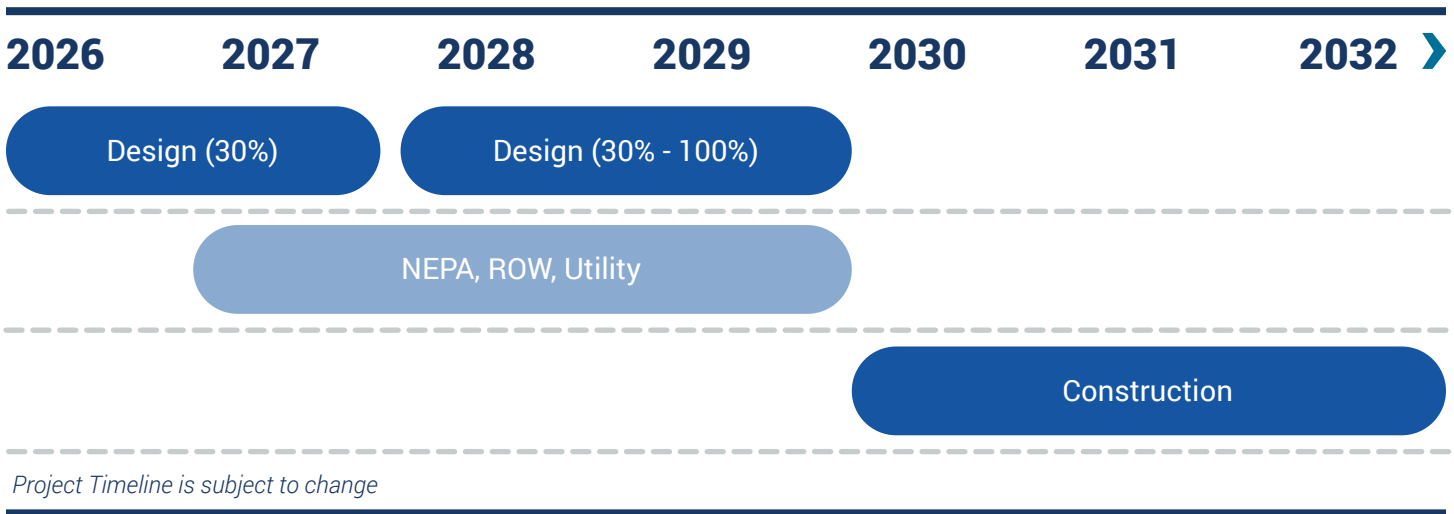 2026 2027 2028 2029 2030 2031 2032
Design (30%) Design (30% - 100%)
NEPA, ROW, Utility
Construction
Project Timeline is subject to change